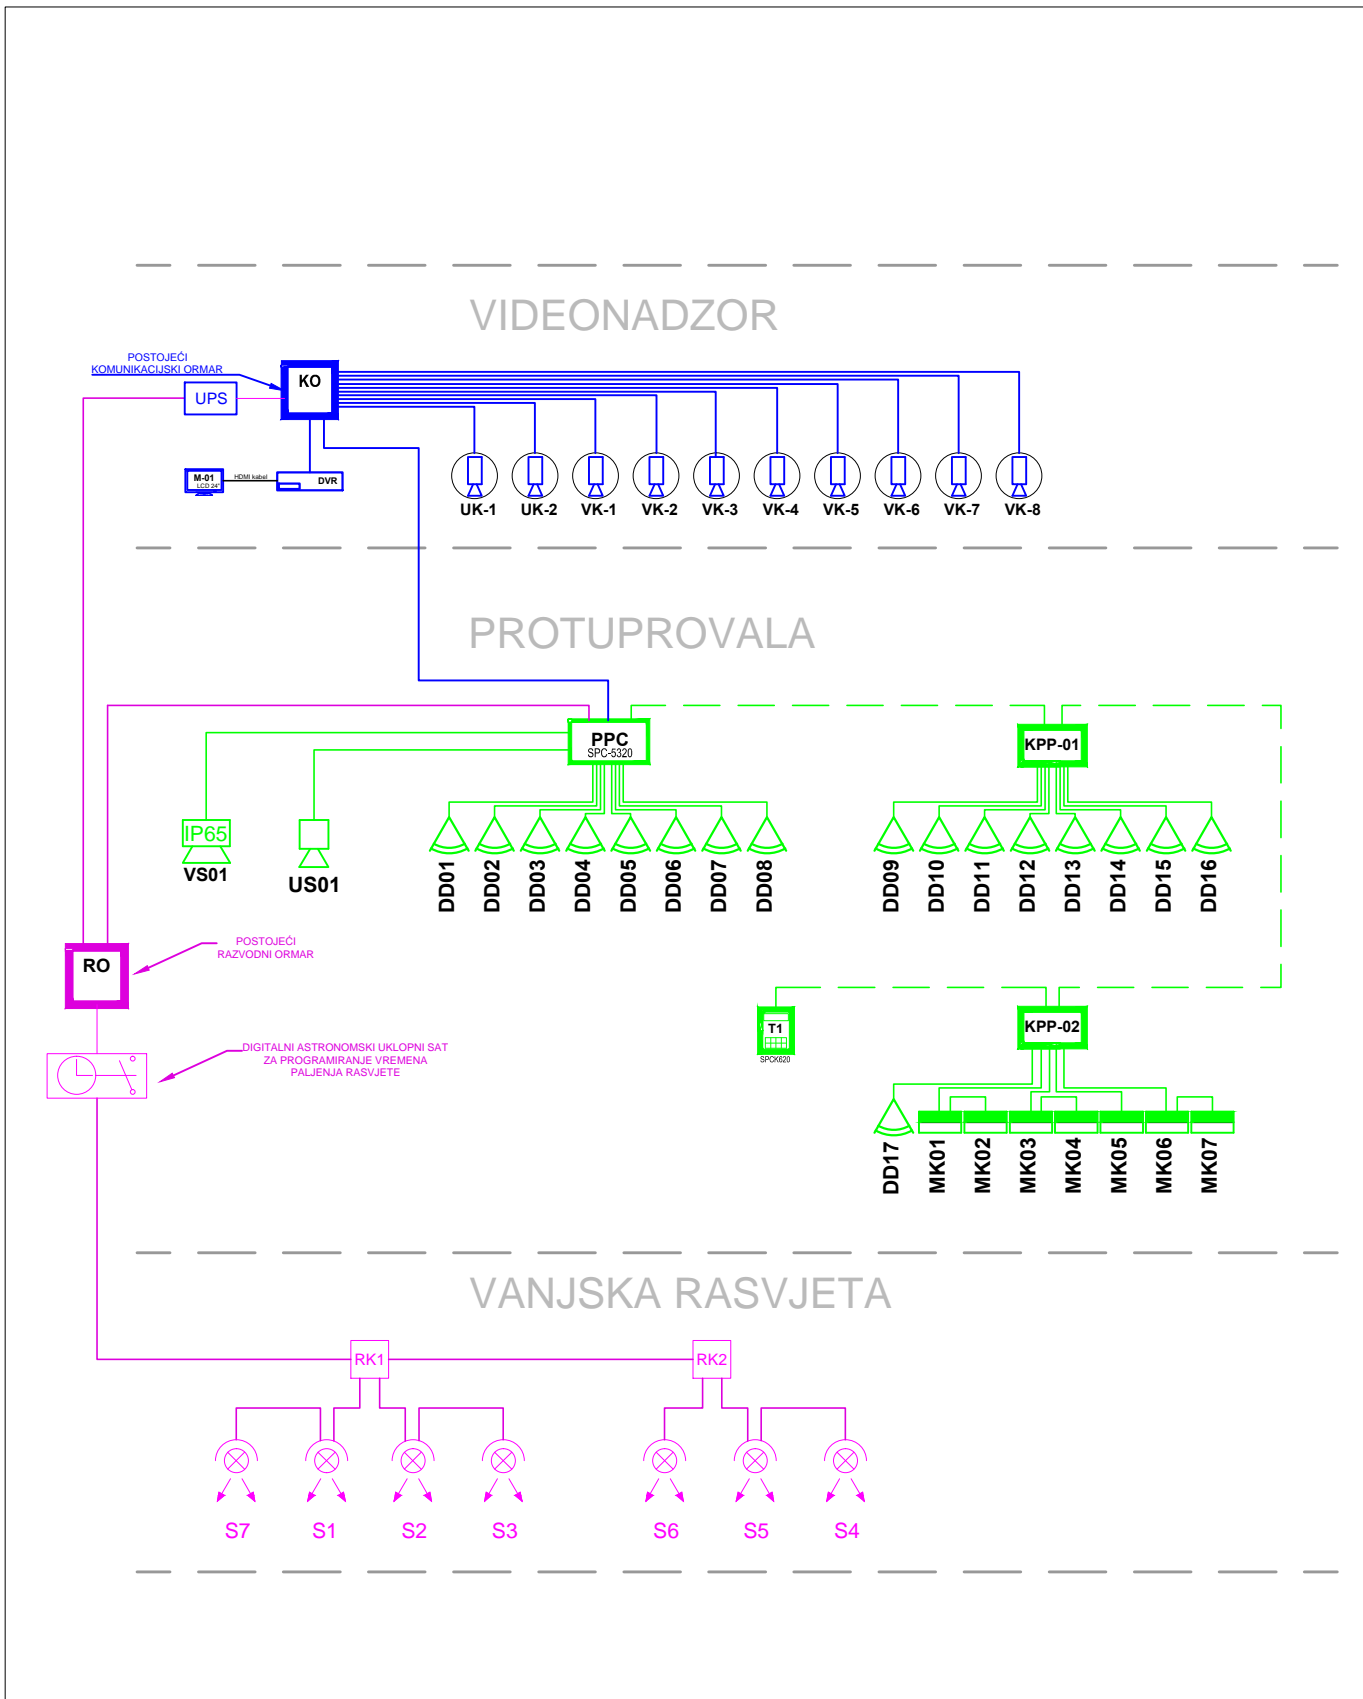 VIDEONADZOR
POSTOJEĆI
KOMUNIKACIJSKI ORMAR
KO
UPS
M-01
LCD 24"
HDMI kabel
DVR
UK-1 UK-2 VK-1 VK-2 VK-3 VK-4 VK-5 VK-6 VK-7 VK-8
PROTUPROVALA
PPC
SPC-5320
KPP-01
IP65
VS01
US01
DD01 DD02 DD03 DD04 DD05 DD06 DD07 DD08
DD09 DD10 DD11 DD12 DD13 DD14 DD15 DD16
POSTOJEĆI
RAZVODNI ORMAR
RO
T1
SPCK620
KPP-02
DIGITALNI ASTRONOMSKI UKLOPNI SAT
ZA PROGRAMIRANJE VREMENA
PALJENJA RASVJETE
DD17 MK01 MK02 MK03 MK04 MK05 MK06 MK07
VANJSKA RASVJETA
RK1 RK2
S7 S1 S2 S3 S6 S5 S4